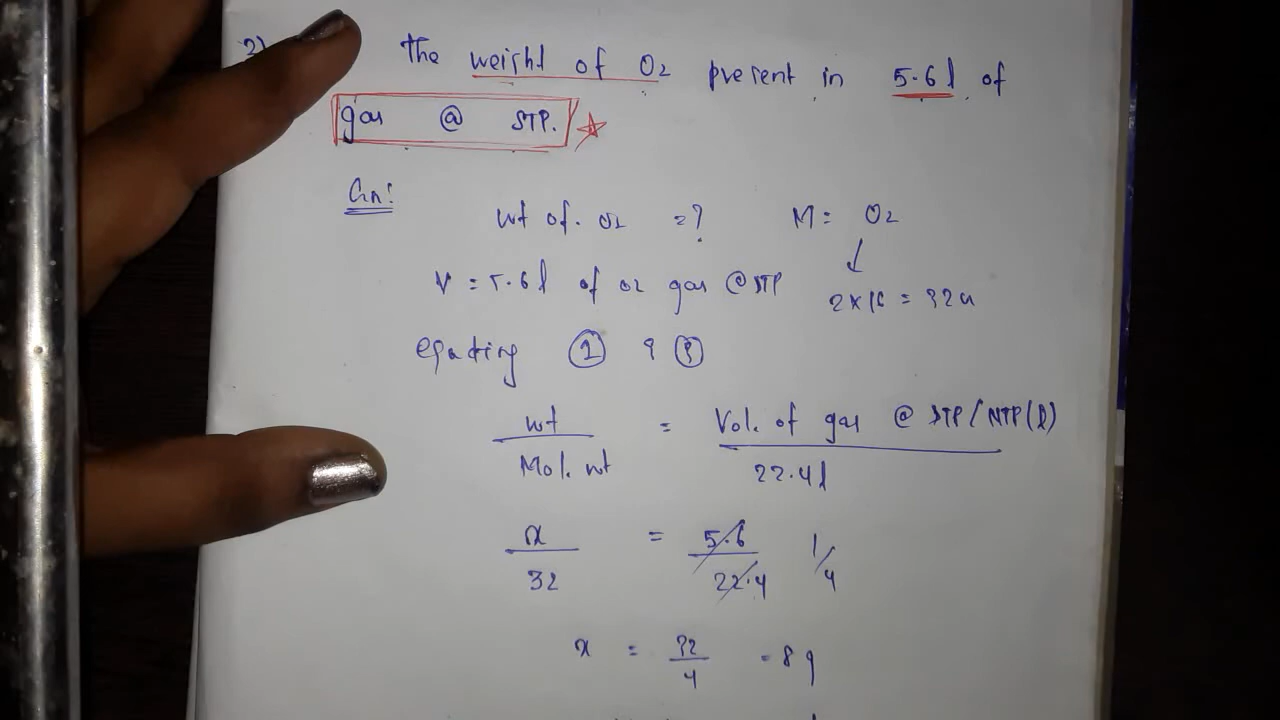 2) the weight of O2 present in 5.6 l of
gas @ STP.
Gn:
wt of. O2 = ? M = O2
V = 5.6 l of O2 gas @ STP 2 x 16 = 32u
equating 1 & 3
wt / Mol. wt = Vol. of gas @ STP / NTP (l) / 22.4 l
x / 32 = 5.6 / 22.4 1/4
x = 32 / 4 = 8 g